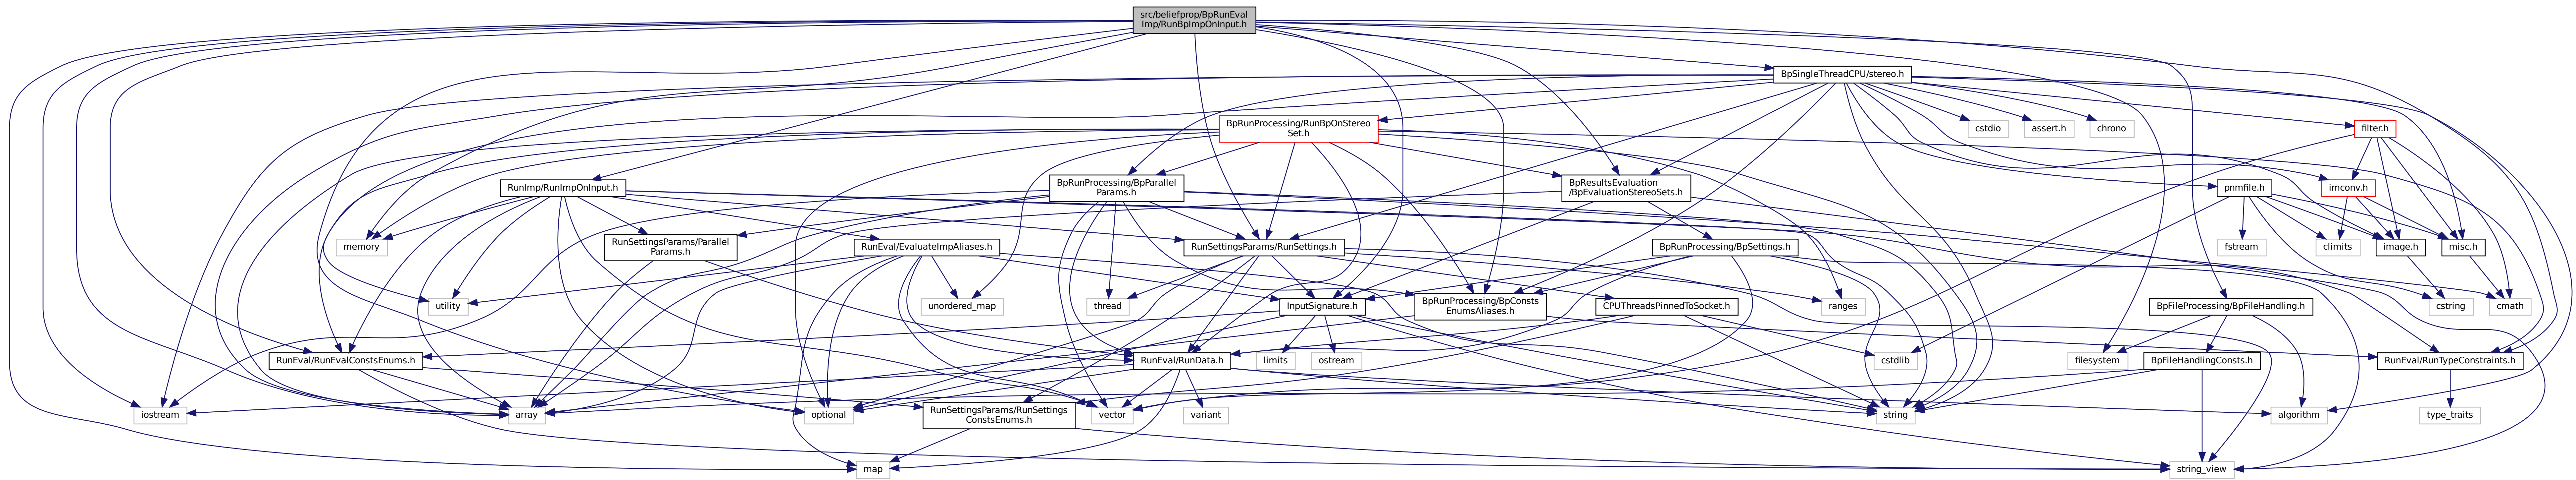 src/beliefprop/BpRunEval
Imp/RunBpImpOnInput.h
BpSingleThreadCPU/stereo.h
BpRunProcessing/RunBpOnStereo
Set.h
cstdio
assert.h
chrono
filter.h
RunImp/RunImpOnInput.h
BpRunProcessing/BpParallel
Params.h
BpResultsEvaluation
/BpEvaluationStereoSets.h
pnmfile.h
imconv.h
memory
RunSettingsParams/Parallel
Params.h
RunEval/EvaluateImpAliases.h
RunSettingsParams/RunSettings.h
BpRunProcessing/BpSettings.h
fstream
climits
image.h
misc.h
utility
unordered_map
thread
InputSignature.h
BpRunProcessing/BpConsts
EnumsAliases.h
CPUThreadsPinnedToSocket.h
ranges
BpFileProcessing/BpFileHandling.h
cstring
cmath
RunEval/RunEvalConstsEnums.h
RunEval/RunData.h
limits
ostream
cstdlib
filesystem
BpFileHandlingConsts.h
RunEval/RunTypeConstraints.h
iostream
array
optional
RunSettingsParams/RunSettings
ConstsEnums.h
vector
variant
string
algorithm
type_traits
map
string_view